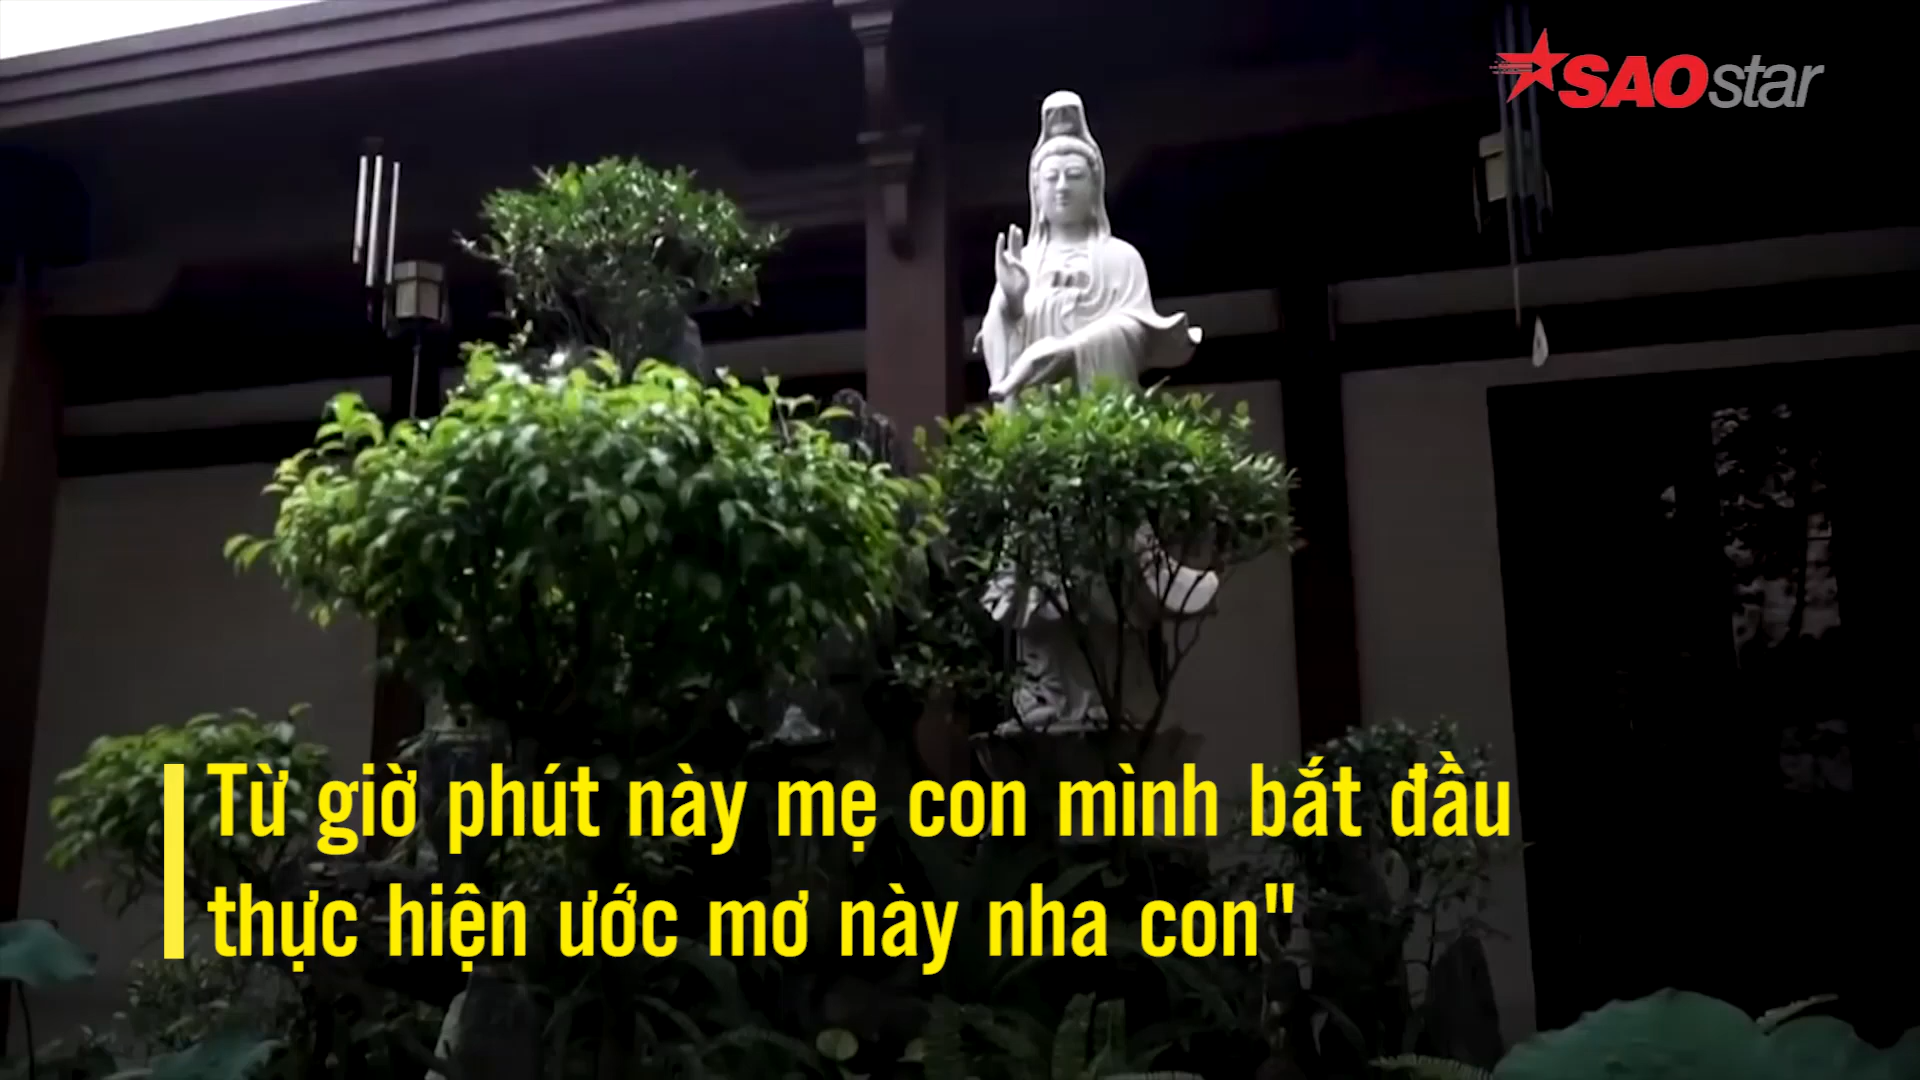 SAOstar
Từ giờ phút này mẹ con mình bắt đầu
thực hiện ước mơ này nha con"